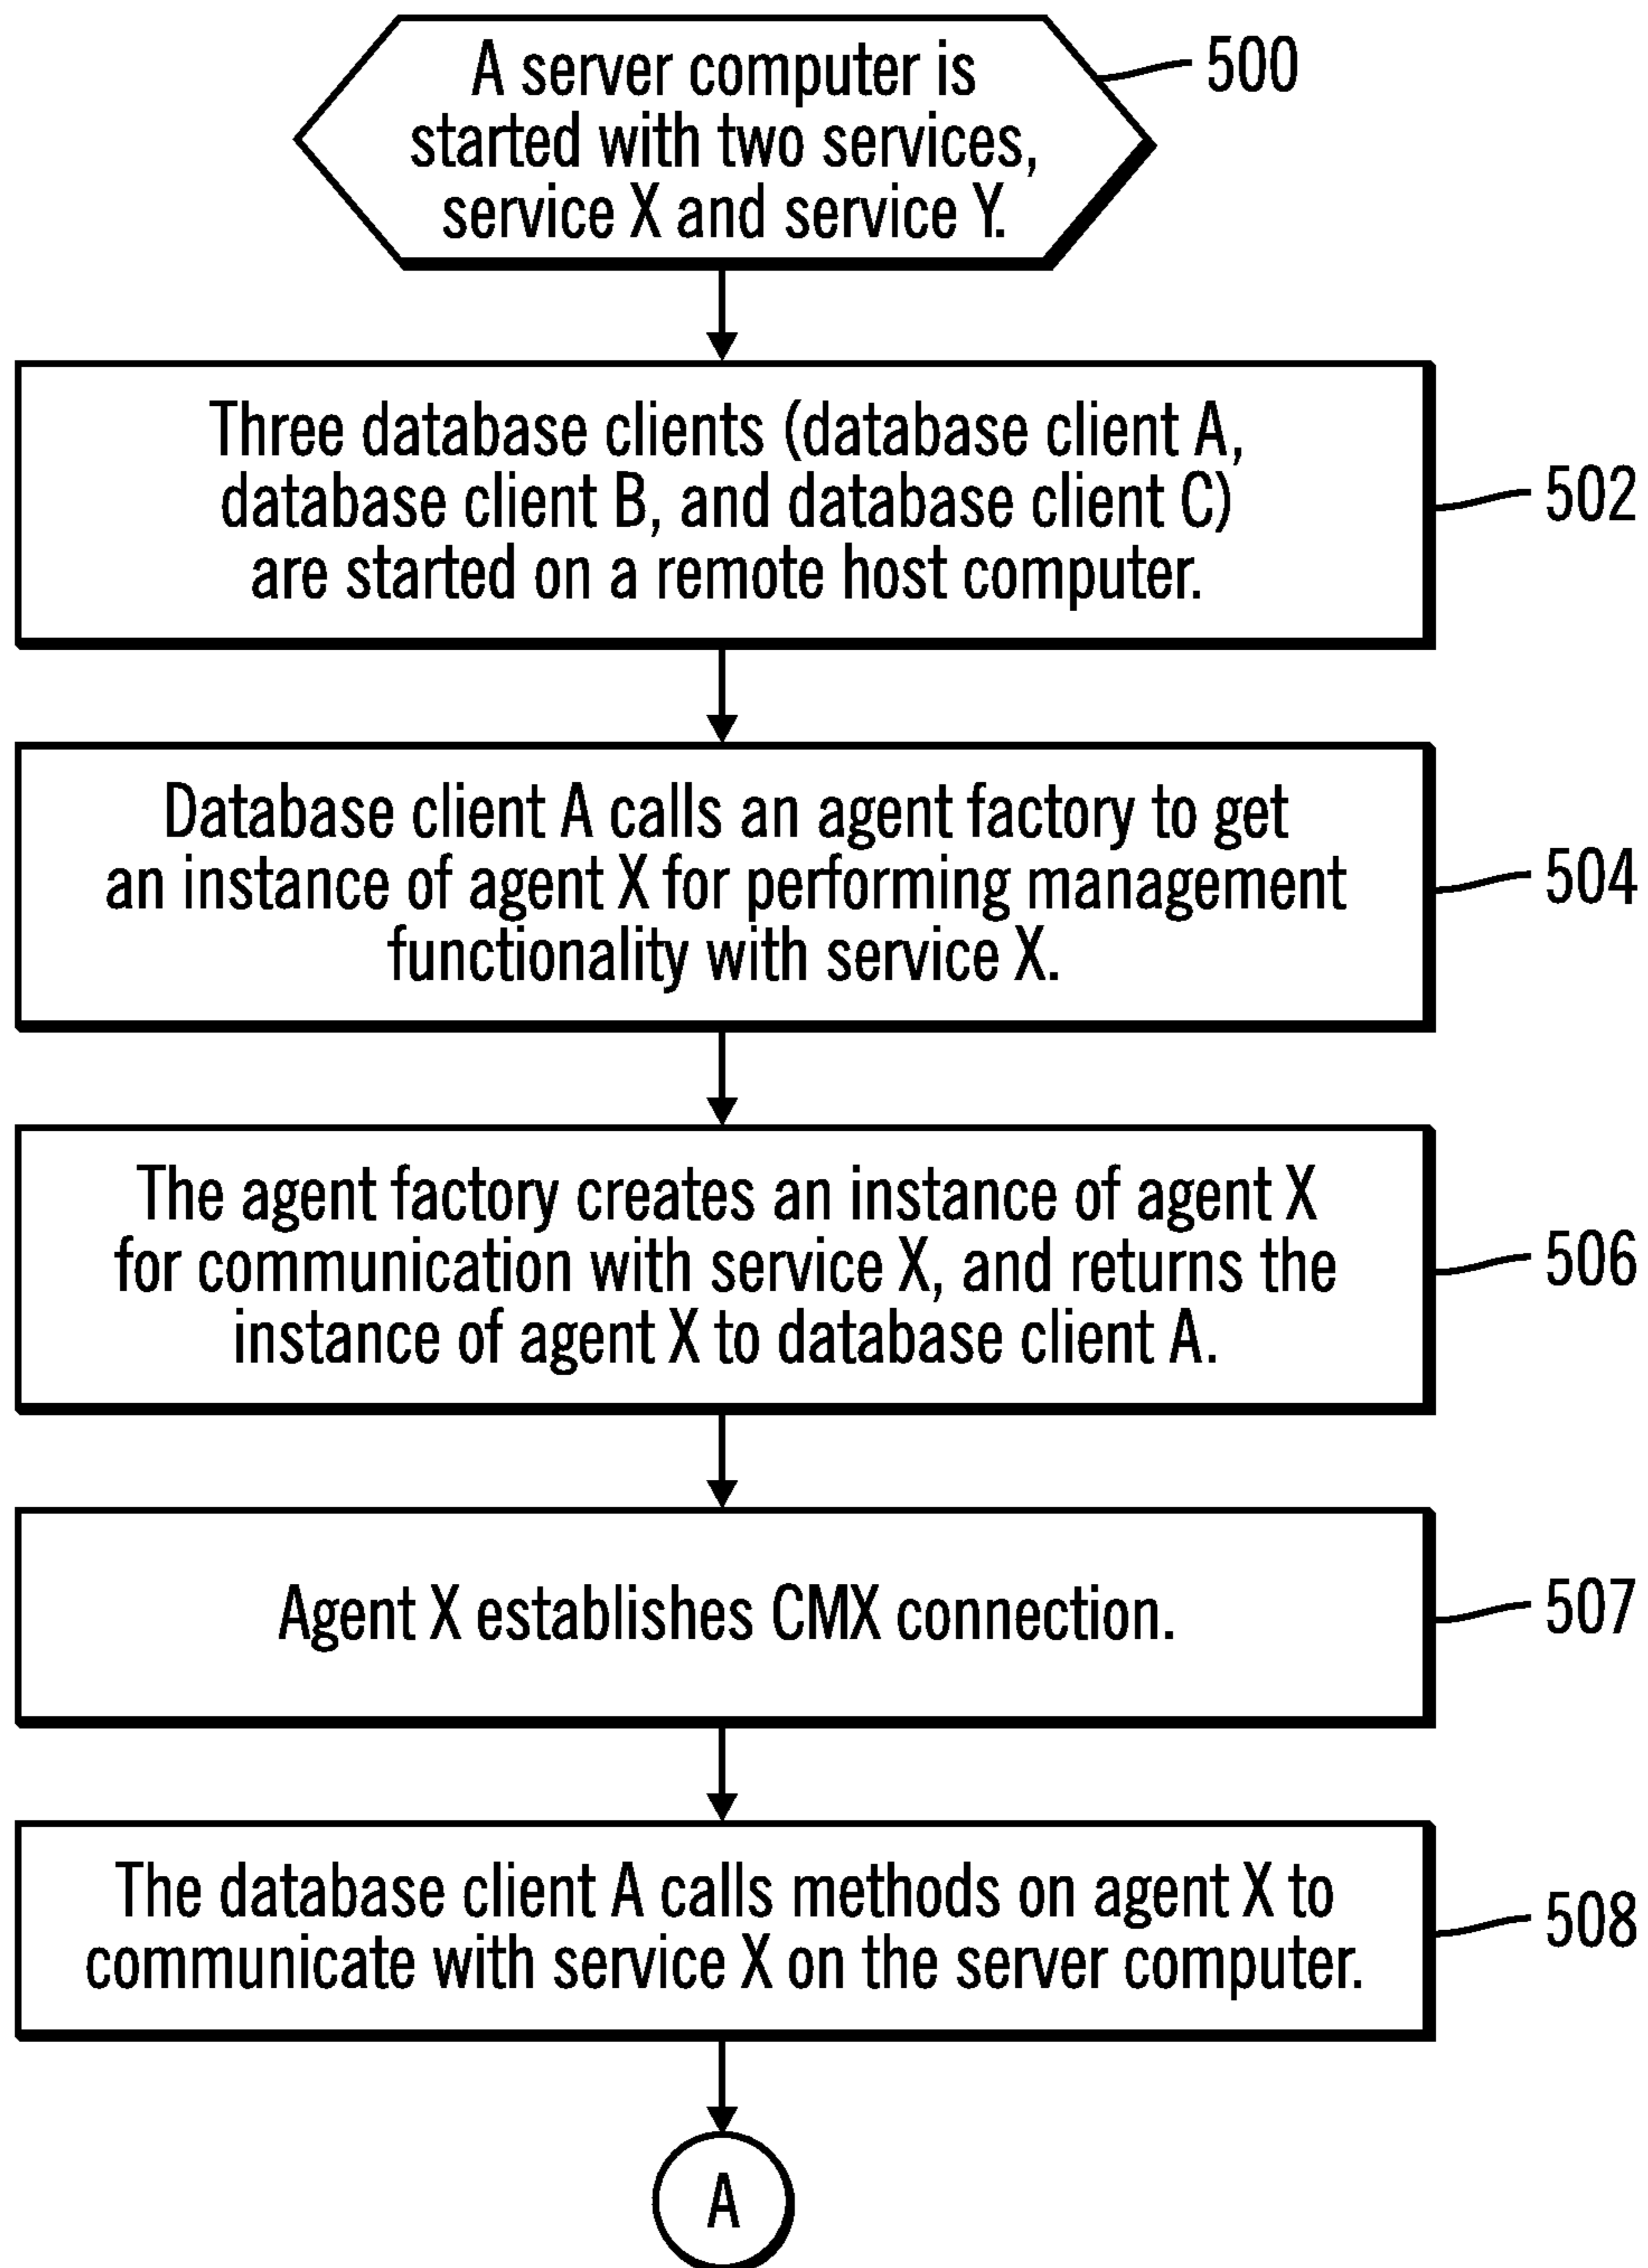 A server computer is
started with two services,
service X and service Y.
500
Three database clients (database client A,
database client B, and database client C)
are started on a remote host computer.
502
Database client A calls an agent factory to get
an instance of agent X for performing management
functionality with service X.
504
The agent factory creates an instance of agent X
for communication with service X, and returns the
instance of agent X to database client A.
506
Agent X establishes CMX connection.
507
The database client A calls methods on agent X to
communicate with service X on the server computer.
508
A